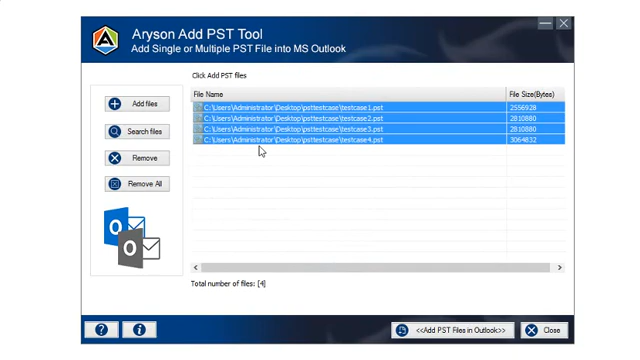 Aryson Add PST Tool
Add Single or Multiple PST File into MS Outlook
Click Add PST files
File Name File Size(Bytes)
C:\Users\Administrator\Desktop\psttestcase\testcase1.pst 2556928
C:\Users\Administrator\Desktop\psttestcase\testcase2.pst 2810880
C:\Users\Administrator\Desktop\psttestcase\testcase3.pst 2810880
C:\Users\Administrator\Desktop\psttestcase\testcase4.pst 3064832
Add files
Search files
Remove
Remove All
Total number of files: [4]
<<Add PST Files in Outlook>> Close